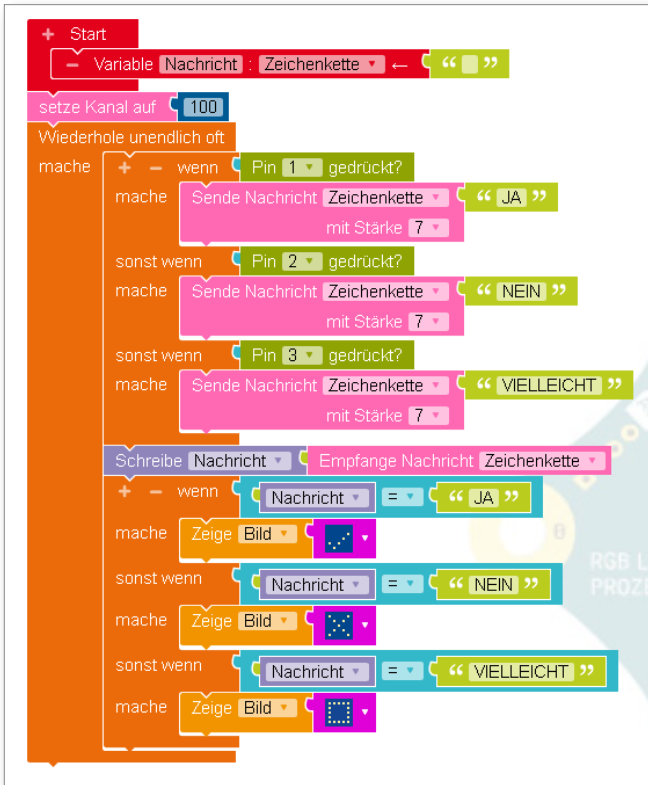 + Start
– Variable Nachricht : Zeichenkette ▾ ← “ ”
setze Kanal auf 100
Wiederhole unendlich oft
mache + – wenn Pin 1 ▾ gedrückt?
mache Sende Nachricht Zeichenkette ▾ “ JA ”
mit Stärke 7 ▾
sonst wenn Pin 2 ▾ gedrückt?
mache Sende Nachricht Zeichenkette ▾ “ NEIN ”
mit Stärke 7 ▾
sonst wenn Pin 3 ▾ gedrückt?
mache Sende Nachricht Zeichenkette ▾ “ VIELLEICHT ”
mit Stärke 7 ▾
Schreibe Nachricht ▾ Empfange Nachricht Zeichenkette ▾
+ – wenn Nachricht ▾ = ▾ “ JA ”
mache Zeige Bild ▾
0
RGB L
sonst wenn Nachricht ▾ = ▾ “ NEIN ”
PROZE
mache Zeige Bild ▾
sonst wenn Nachricht ▾ = ▾ “ VIELLEICHT ”
mache Zeige Bild ▾